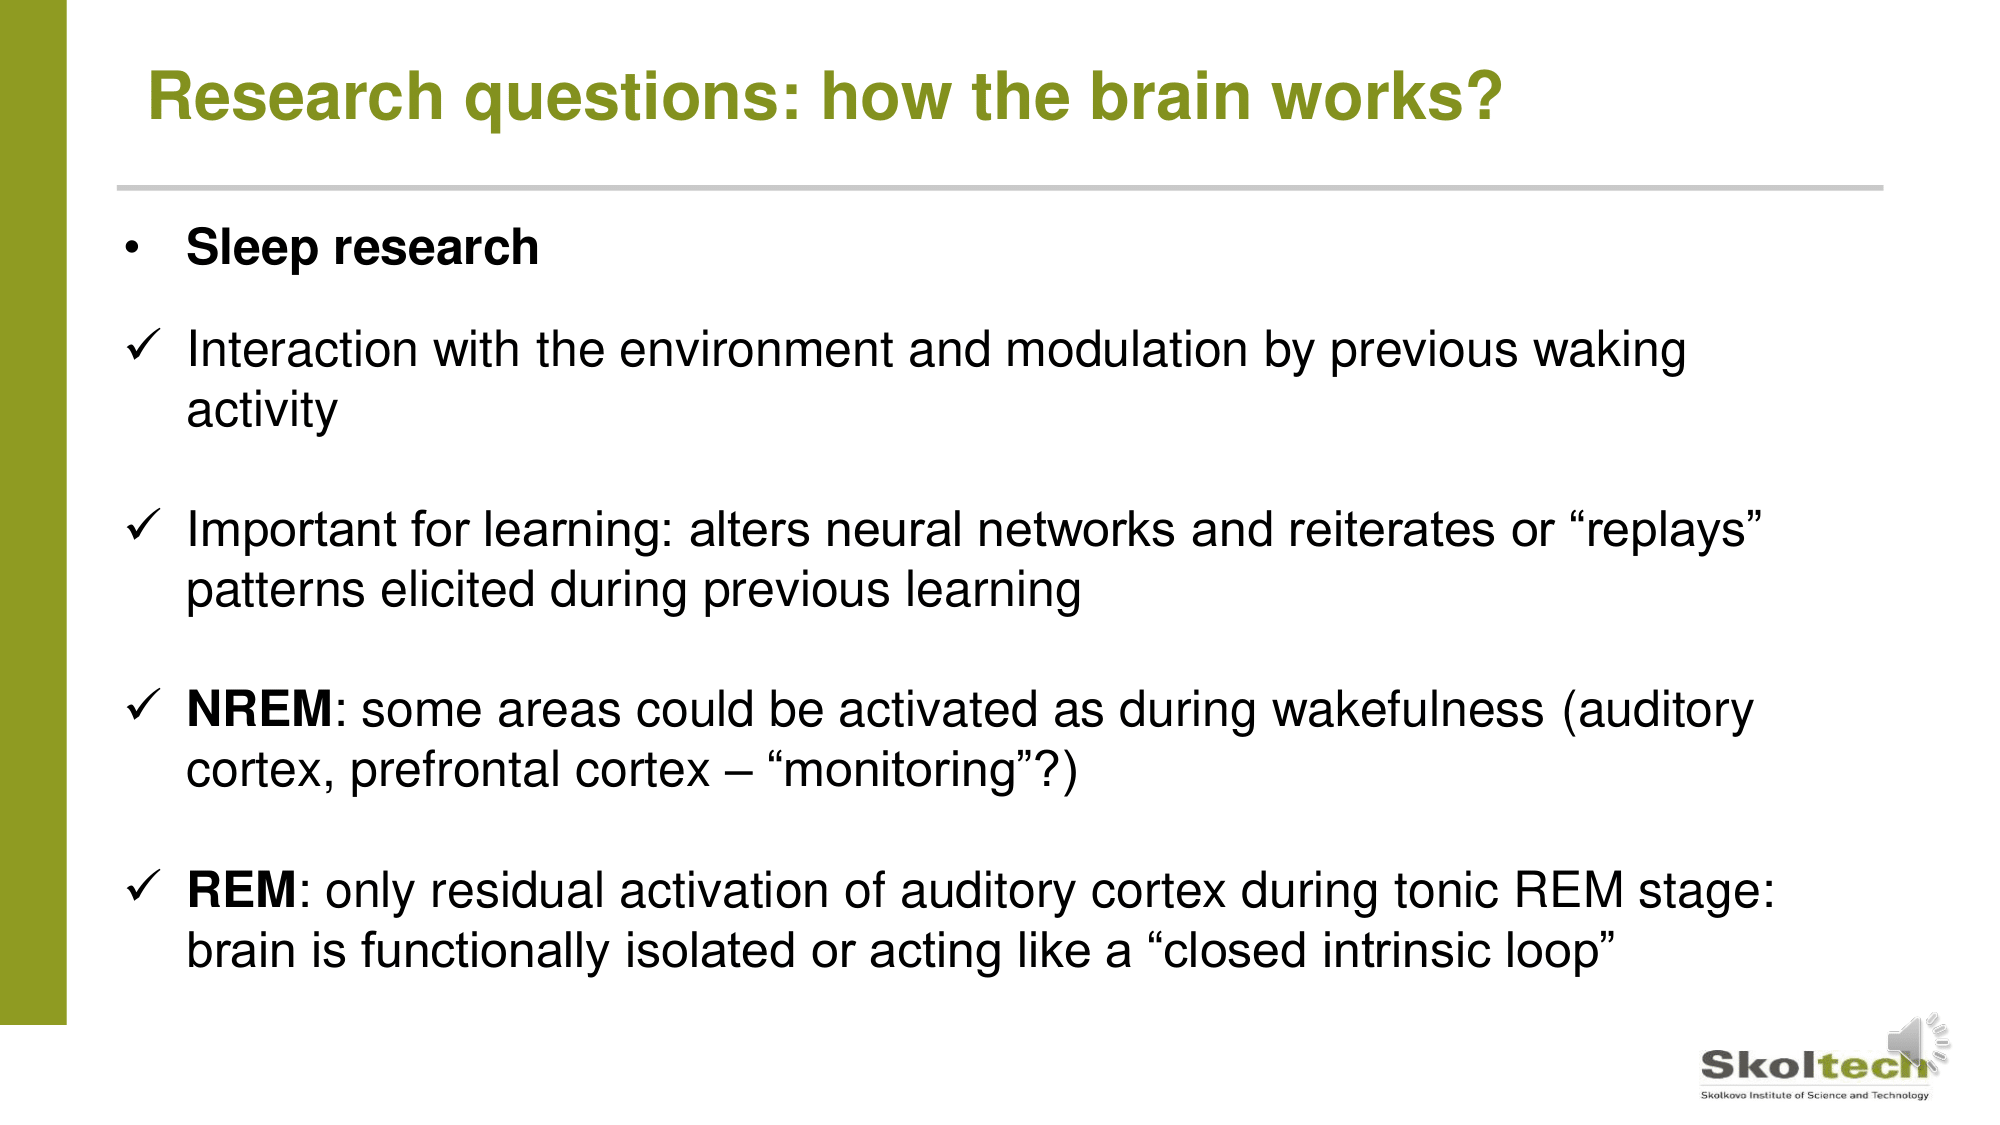 Research questions: how the brain works?
• Sleep research
✓ Interaction with the environment and modulation by previous waking
activity
✓ Important for learning: alters neural networks and reiterates or “replays”
patterns elicited during previous learning
✓ NREM: some areas could be activated as during wakefulness (auditory
cortex, prefrontal cortex – “monitoring”?)
✓ REM: only residual activation of auditory cortex during tonic REM stage:
brain is functionally isolated or acting like a “closed intrinsic loop”
Skoltech
Skolkovo Institute of Science and Technology